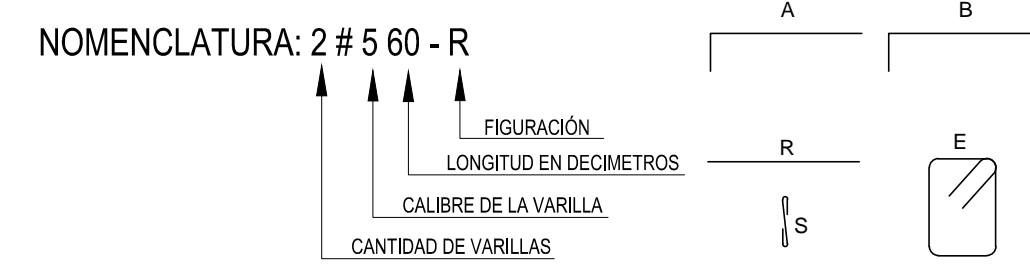 A
B
NOMENCLATURA: 2 # 5 60 - R
FIGURACIÓN
LONGITUD EN DECIMETROS
CALIBRE DE LA VARILLA
CANTIDAD DE VARILLAS
R
E
S